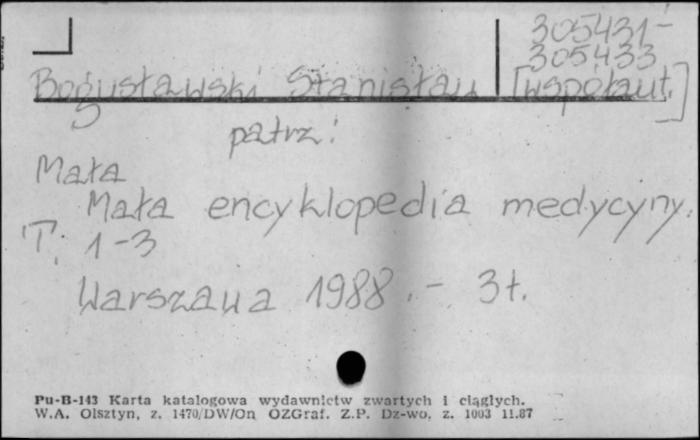 305431-
305433
Bogusławski Stanisław [współaut.]
patrz:
Mała
Mała encyklopedia medycyny.
T. 1-3
Warszawa 1988. - 3 t.
Pu-B-143 Karta katalogowa wydawnictw zwartych i ciągłych.
W.A. Olsztyn, z. 1470/DW/On OZGraf. Z.P. Dz-wo, z. 1003 11.87